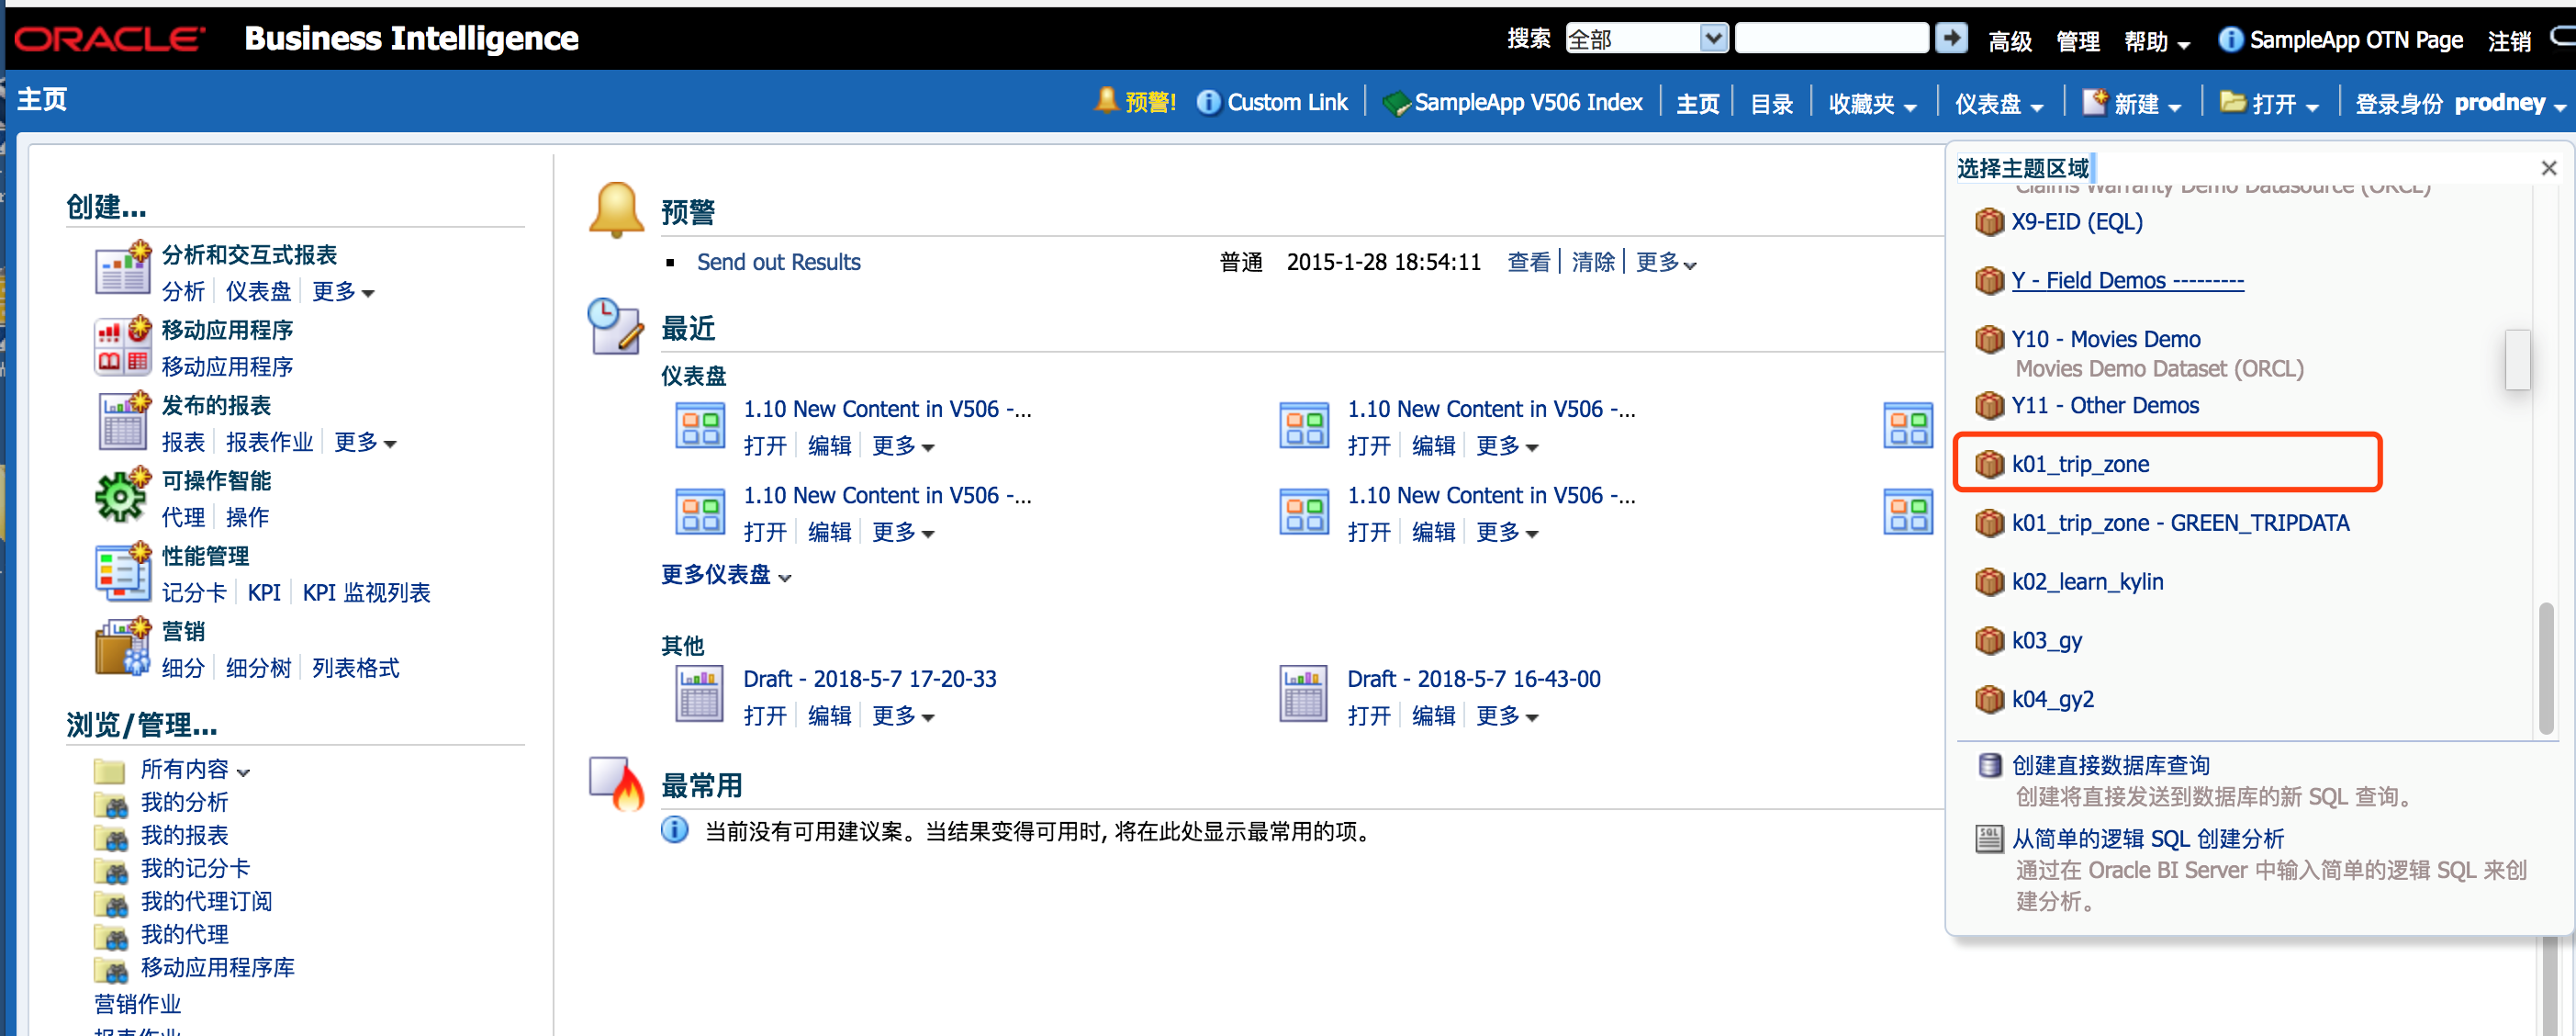 ORACLE Business Intelligence
搜索 全部 高级 管理 帮助 SampleApp OTN Page 注销
主页
预警! Custom Link SampleApp V506 Index 主页 目录 收藏夹 仪表盘 新建 打开 登录身份 prodney
创建...
分析和交互式报表
分析 仪表盘 更多
移动应用程序
移动应用程序
发布的报表
报表 报表作业 更多
可操作智能
代理 操作
性能管理
记分卡 KPI KPI 监视列表
营销
细分 细分树 列表格式
浏览/管理...
所有内容
我的分析
我的报表
我的记分卡
我的代理订阅
我的代理
移动应用程序库
营销作业
报表作业
预警
Send out Results 普通 2015-1-28 18:54:11 查看 清除 更多
最近
仪表盘
1.10 New Content in V506 -... 1.10 New Content in V506 -...
打开 编辑 更多 打开 编辑 更多
1.10 New Content in V506 -... 1.10 New Content in V506 -...
打开 编辑 更多 打开 编辑 更多
更多仪表盘
其他
Draft - 2018-5-7 17-20-33 Draft - 2018-5-7 16-43-00
打开 编辑 更多 打开 编辑 更多
最常用
当前没有可用建议案。当结果变得可用时, 将在此处显示最常用的项。
选择主题区域
Claims Warranty Demo Datasource (ORCL)
X9-EID (EQL)
Y - Field Demos ---------
Y10 - Movies Demo
Movies Demo Dataset (ORCL)
Y11 - Other Demos
k01_trip_zone
k01_trip_zone - GREEN_TRIPDATA
k02_learn_kylin
k03_gy
k04_gy2
创建直接数据库查询
创建将直接发送到数据库的新 SQL 查询。
SQL 从简单的逻辑 SQL 创建分析
通过在 Oracle BI Server 中输入简单的逻辑 SQL 来创
建分析。